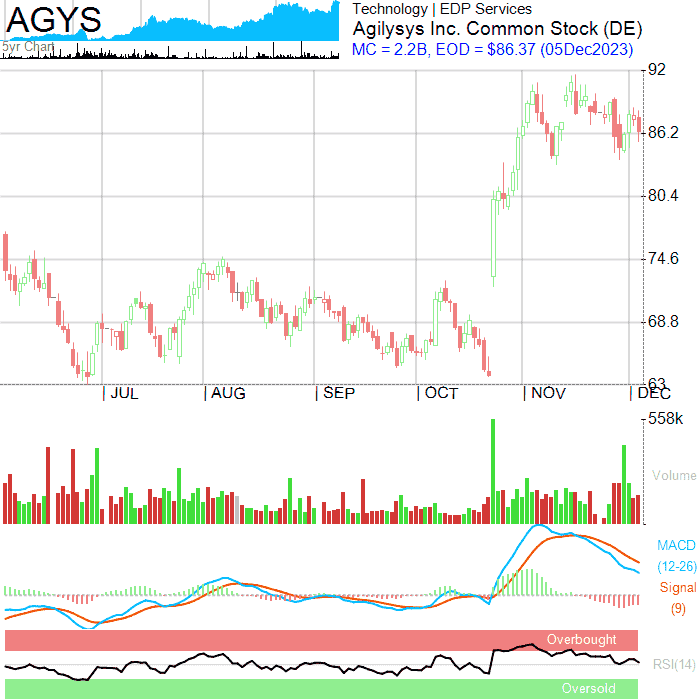 AGYS
5yr Chart
Technology | EDP Services
Agilysys Inc. Common Stock (DE)
MC = 2.2B, EOD = $86.37 (05Dec2023)
92
86.2
80.4
74.6
68.8
63
JUL
AUG
SEP
OCT
NOV
DEC
558k
Volume
MACD
(12-26)
Signal
(9)
Overbought
RSI(14)
Oversold